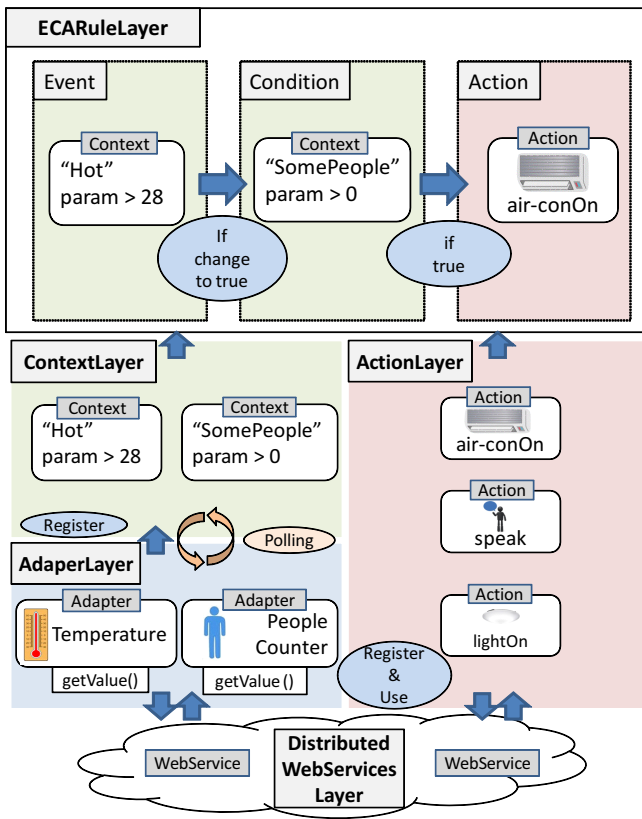 ECARuleLayer
Event
Condition
Action
Context
“Hot”
param > 28
Context
“SomePeople”
param > 0
Action
air-conOn
If
change
to true
if
true
ContextLayer
Context
“Hot”
param > 28
Context
“SomePeople”
param > 0
Register
Polling
AdaperLayer
Adapter
Temperature
getValue()
Adapter
People
Counter
getValue ()
ActionLayer
Action
air-conOn
Action
speak
Action
lightOn
Register
&
Use
WebService
Distributed
WebServices
Layer
WebService